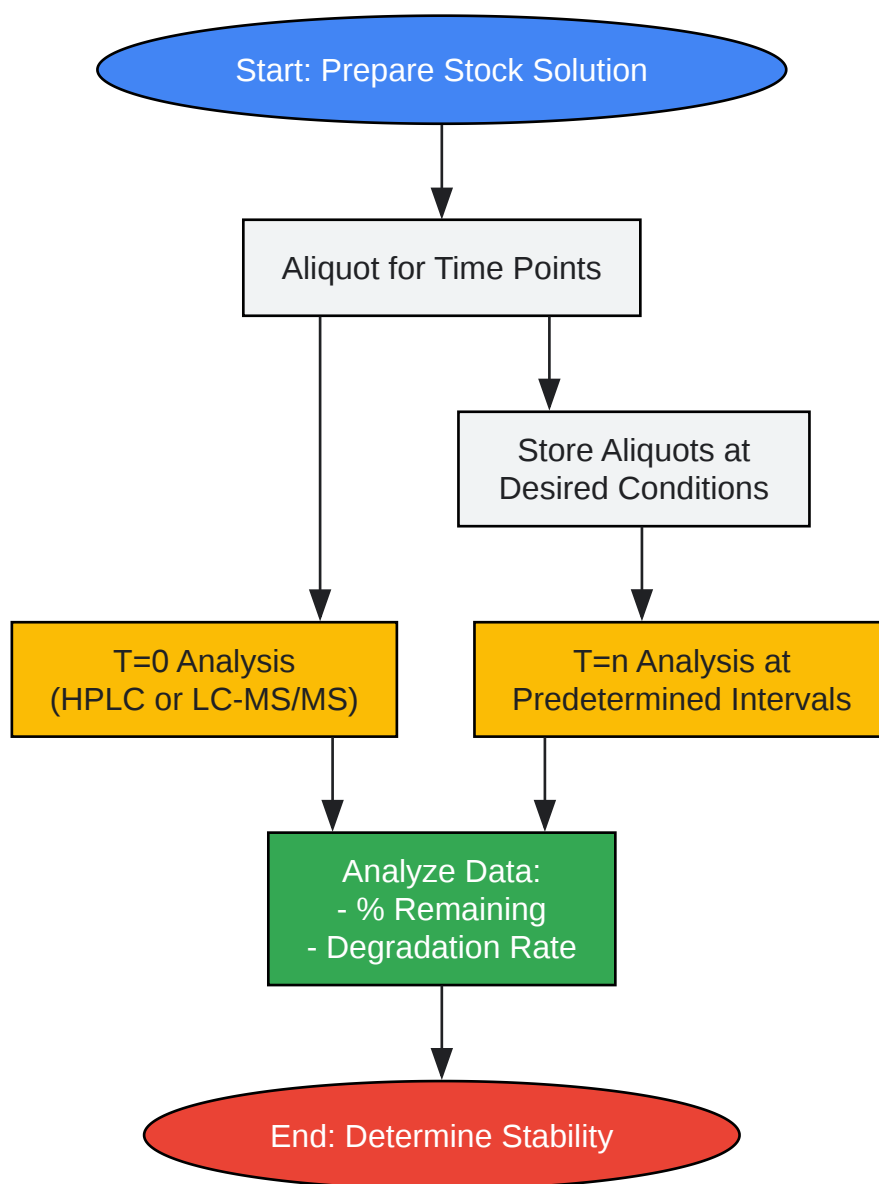 Start: Prepare Stock Solution
Aliquot for Time Points
Store Aliquots at
Desired Conditions
T=0 Analysis
(HPLC or LC-MS/MS)
T=n Analysis at
Predetermined Intervals
Analyze Data:
- % Remaining
- Degradation Rate
End: Determine Stability